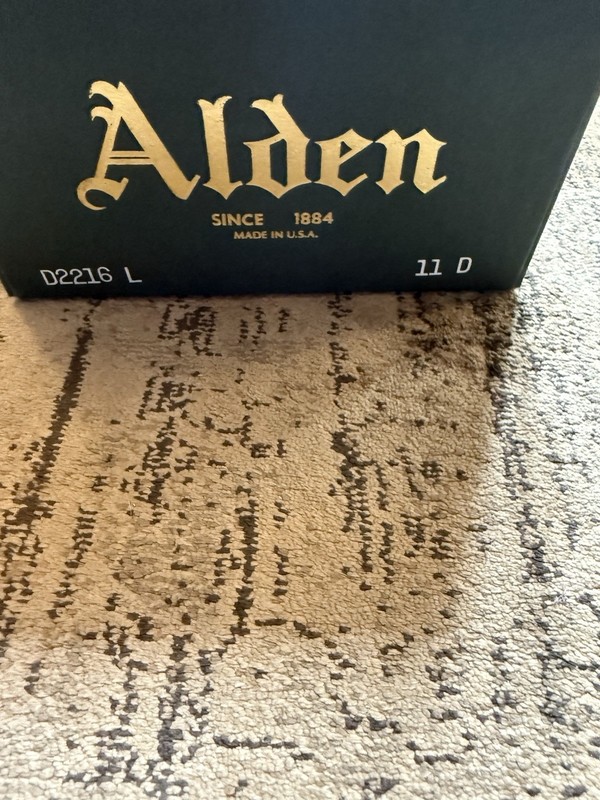 Alden
SINCE 1884
MADE IN U.S.A.
D2216 L 11 D